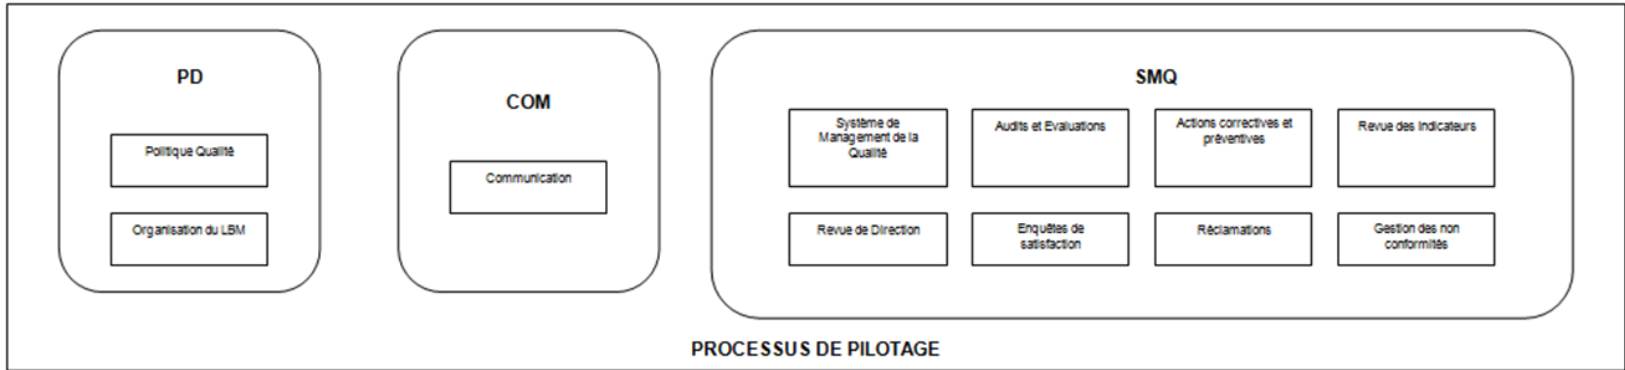 PD
Politique Qualité
Organisation du LBM
COM
Communication
SMQ
Système de
Management de la
Qualité
Audits et Evaluations
Actions correctives et
préventives
Revue des Indicateurs
Revue de Direction
Enquêtes de
satisfaction
Réclamations
Gestion des non
conformités
PROCESSUS DE PILOTAGE